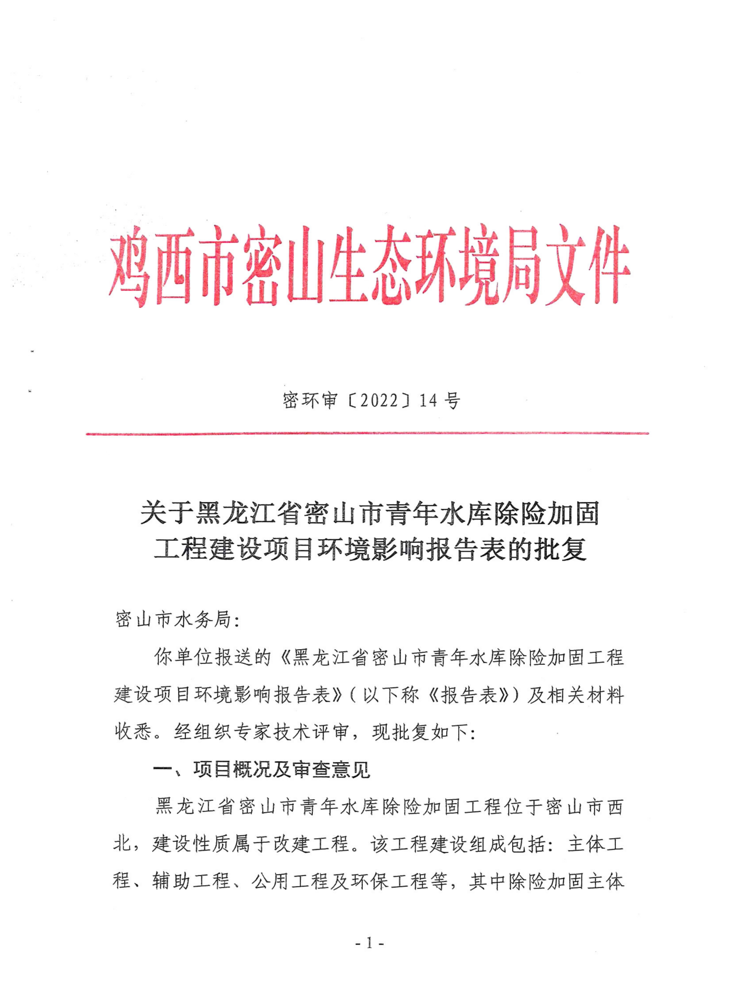 鸡西市密山生态环境局文件
密环审〔2022〕14号
关于黑龙江省密山市青年水库除险加固
工程建设项目环境影响报告表的批复
密山市水务局：
你单位报送的《黑龙江省密山市青年水库除险加固工程
建设项目环境影响报告表》（以下称《报告表》）及相关材料
收悉。经组织专家技术评审，现批复如下：
一、项目概况及审查意见
黑龙江省密山市青年水库除险加固工程位于密山市西
北，建设性质属于改建工程。该工程建设组成包括：主体工
程、辅助工程、公用工程及环保工程等，其中除险加固主体
- 1 -